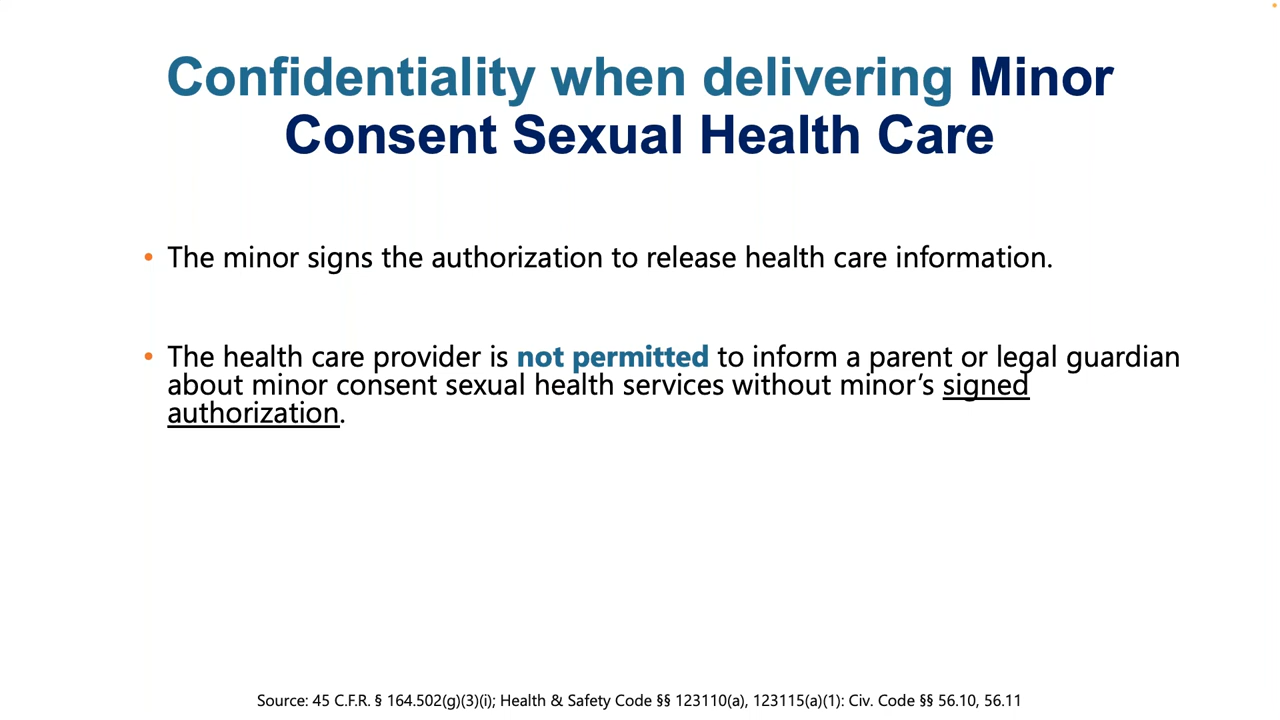 Confidentiality when delivering Minor
Consent Sexual Health Care
• The minor signs the authorization to release health care information.
• The health care provider is not permitted to inform a parent or legal guardian
about minor consent sexual health services without minor’s signed
authorization.
Source: 45 C.F.R. § 164.502(g)(3)(i); Health & Safety Code §§ 123110(a), 123115(a)(1): Civ. Code §§ 56.10, 56.11